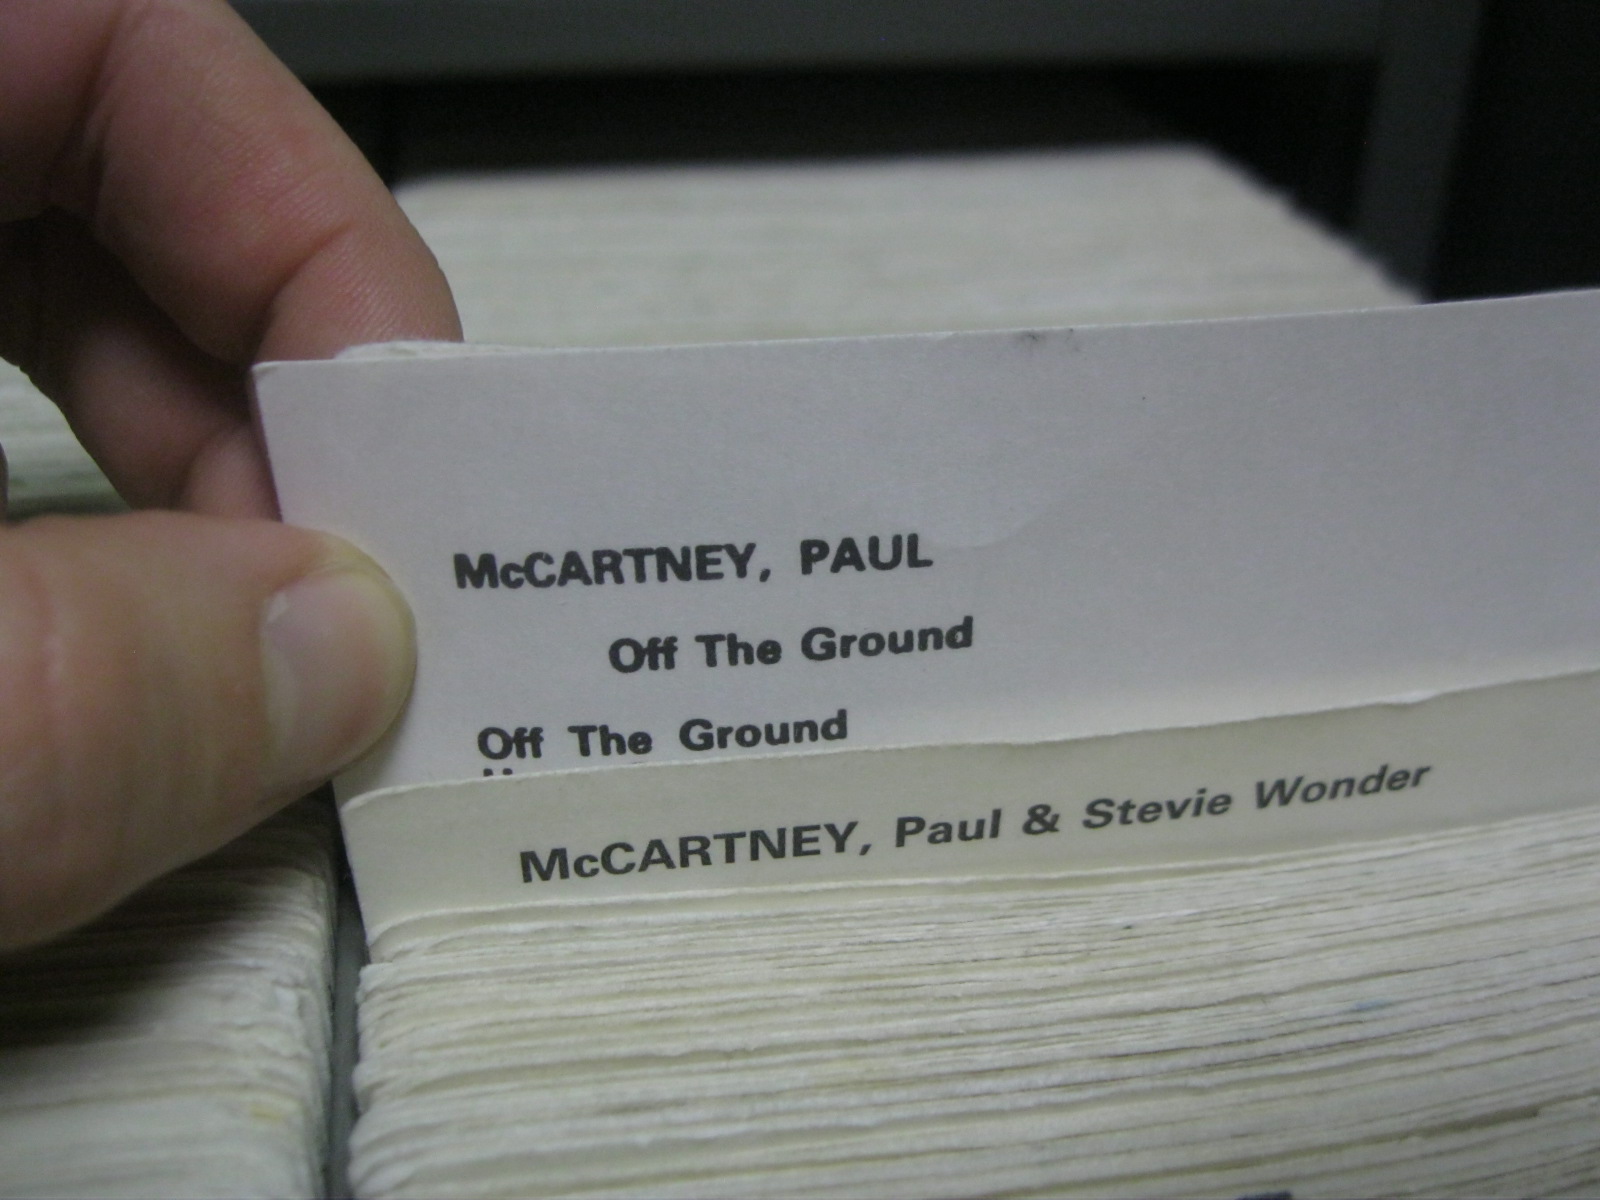 McCARTNEY, PAUL
Off The Ground
Off The Ground
McCARTNEY, Paul & Stevie Wonder